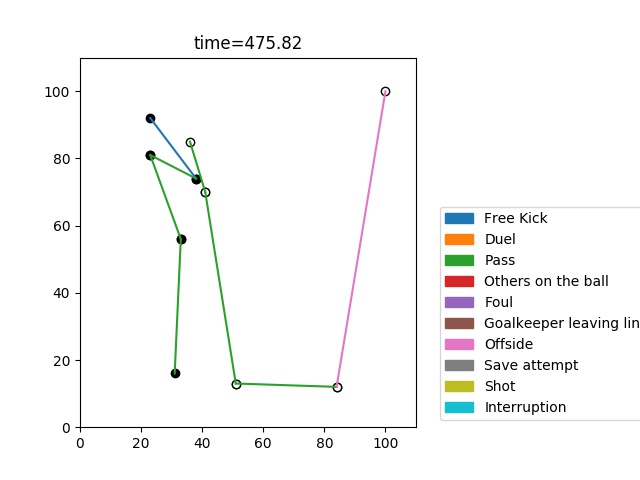 time=475.82
100
80
60
40
20
0
0 20 40 60 80 100
Free Kick
Duel
Pass
Others on the ball
Foul
Goalkeeper leaving lin
Offside
Save attempt
Shot
Interruption